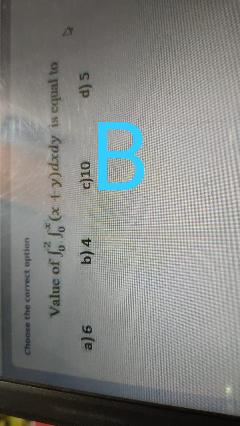 Choose the correct option
Value of ∫₀² ∫₀ˣ (x + y)dxdy is equal to
a) 6 b) 4 c)10 d) 5
B